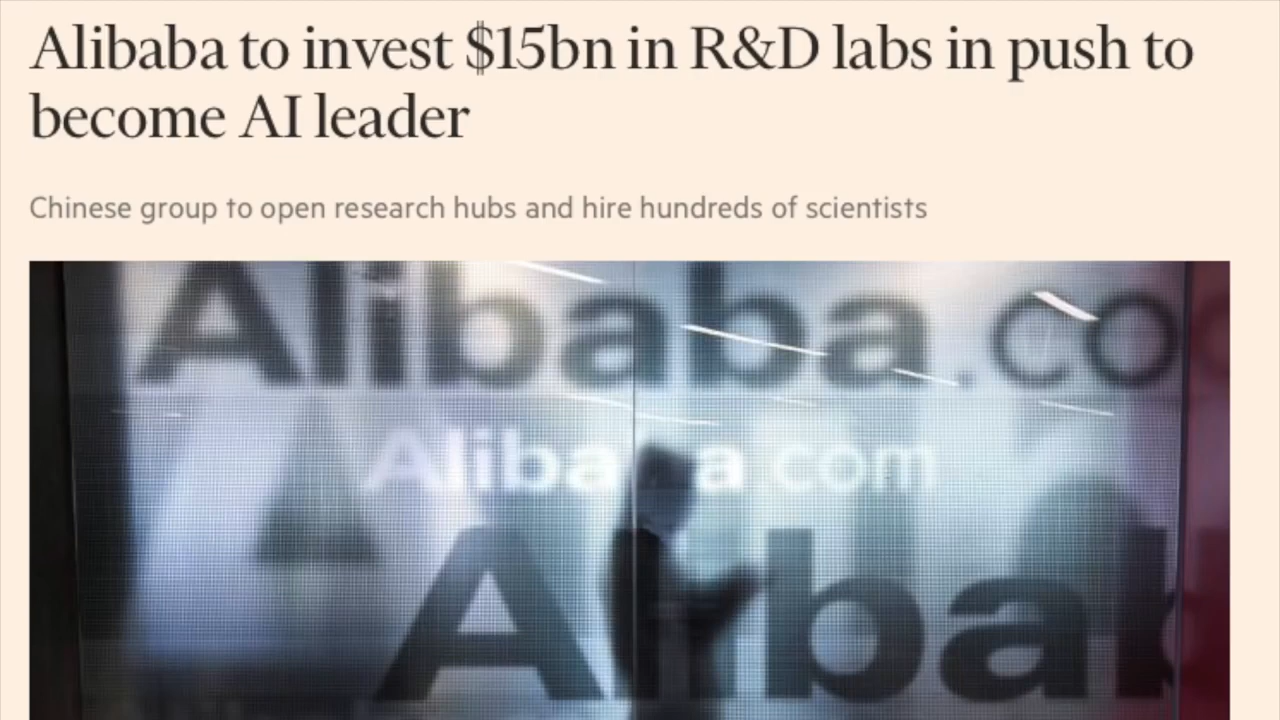 Alibaba to invest $15bn in R&D labs in push to
become AI leader
Chinese group to open research hubs and hire hundreds of scientists
Alibaba.co
Aliba a com
A bab